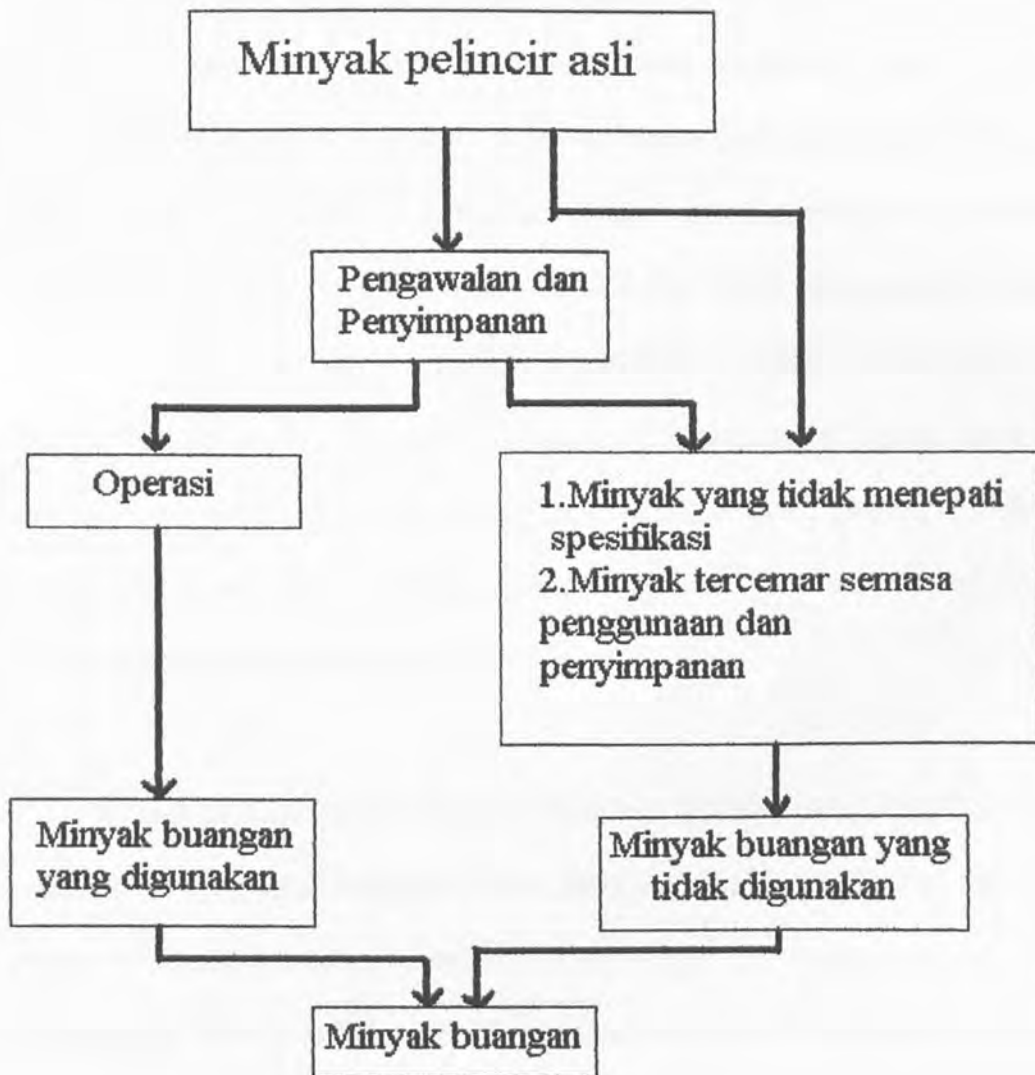 Minyak pelincir asli
Pengawalan dan
Penyimpanan
Operasi
1.Minyak yang tidak menepati
spesifikasi
2.Minyak tercemar semasa
penggunaan dan
penyimpanan
Minyak buangan
yang digunakan
Minyak buangan yang
tidak digunakan
Minyak buangan